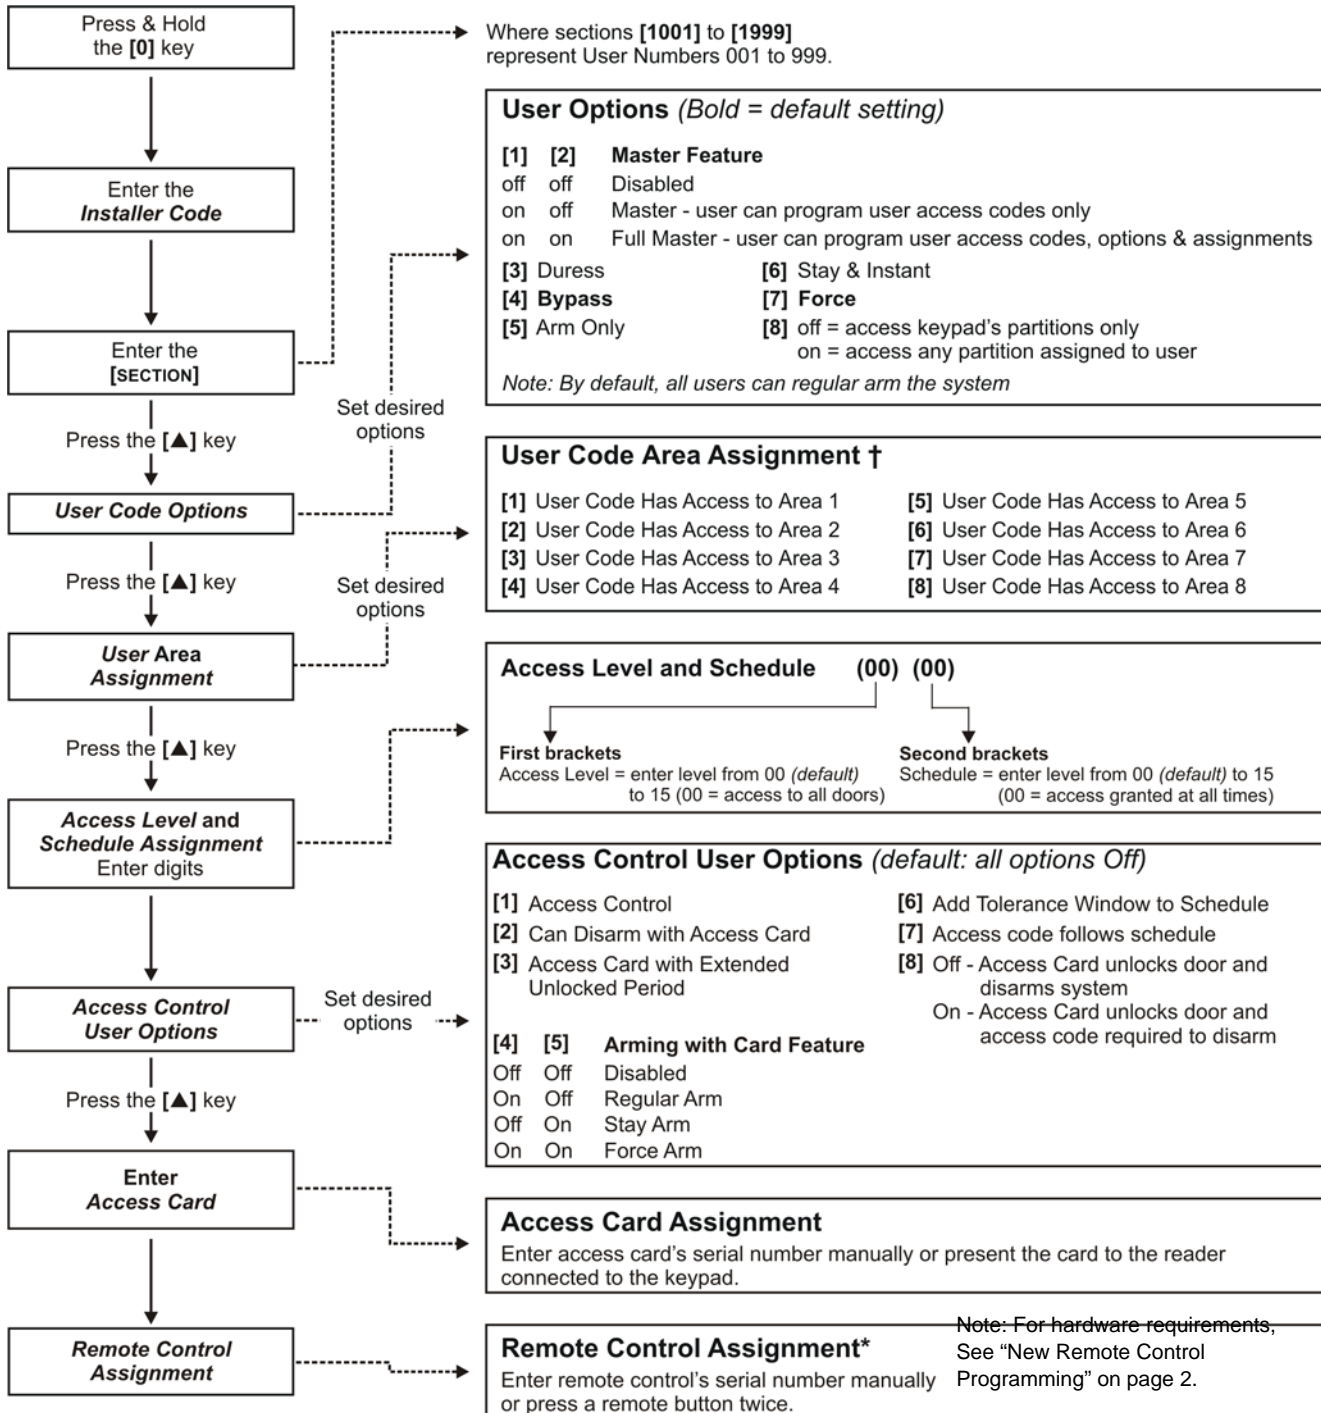 Press & Hold
the [0] key
Where sections [1001] to [1999]
represent User Numbers 001 to 999.
Enter the
Installer Code
Enter the
[SECTION]
Press the [▲] key
Set desired
options
User Code Options
Press the [▲] key
Set desired
options
User Area
Assignment
Press the [▲] key
Access Level and
Schedule Assignment
Enter digits
Access Control
User Options
Set desired
options
Press the [▲] key
Enter
Access Card
Remote Control
Assignment
User Options (Bold = default setting)
[1] [2] Master Feature
off off Disabled
on off Master - user can program user access codes only
on on Full Master - user can program user access codes, options & assignments
[3] Duress
[4] Bypass
[5] Arm Only
[6] Stay & Instant
[7] Force
[8] off = access keypad's partitions only
on = access any partition assigned to user
Note: By default, all users can regular arm the system
User Code Area Assignment †
[1] User Code Has Access to Area 1
[2] User Code Has Access to Area 2
[3] User Code Has Access to Area 3
[4] User Code Has Access to Area 4
[5] User Code Has Access to Area 5
[6] User Code Has Access to Area 6
[7] User Code Has Access to Area 7
[8] User Code Has Access to Area 8
Access Level and Schedule (00) (00)
First brackets
Access Level = enter level from 00 (default)
to 15 (00 = access to all doors)
Second brackets
Schedule = enter level from 00 (default) to 15
(00 = access granted at all times)
Access Control User Options (default: all options Off)
[1] Access Control
[2] Can Disarm with Access Card
[3] Access Card with Extended
Unlocked Period
[4] [5] Arming with Card Feature
Off Off Disabled
On Off Regular Arm
Off On Stay Arm
On On Force Arm
[6] Add Tolerance Window to Schedule
[7] Access code follows schedule
[8] Off - Access Card unlocks door and
disarms system
On - Access Card unlocks door and
access code required to disarm
Access Card Assignment
Enter access card's serial number manually or present the card to the reader
connected to the keypad.
Remote Control Assignment*
Enter remote control's serial number manually
or press a remote button twice.
Note: For hardware requirements,
See “New Remote Control
Programming” on page 2.